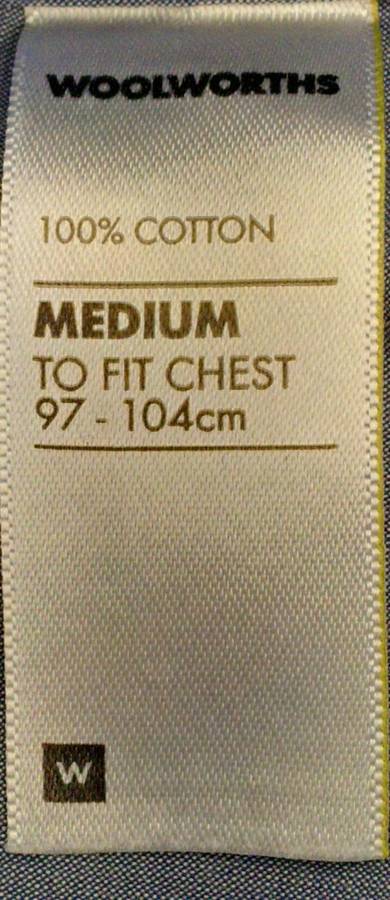 WOOLWORTHS
100% COTTON
MEDIUM
TO FIT CHEST
97 - 104cm
W